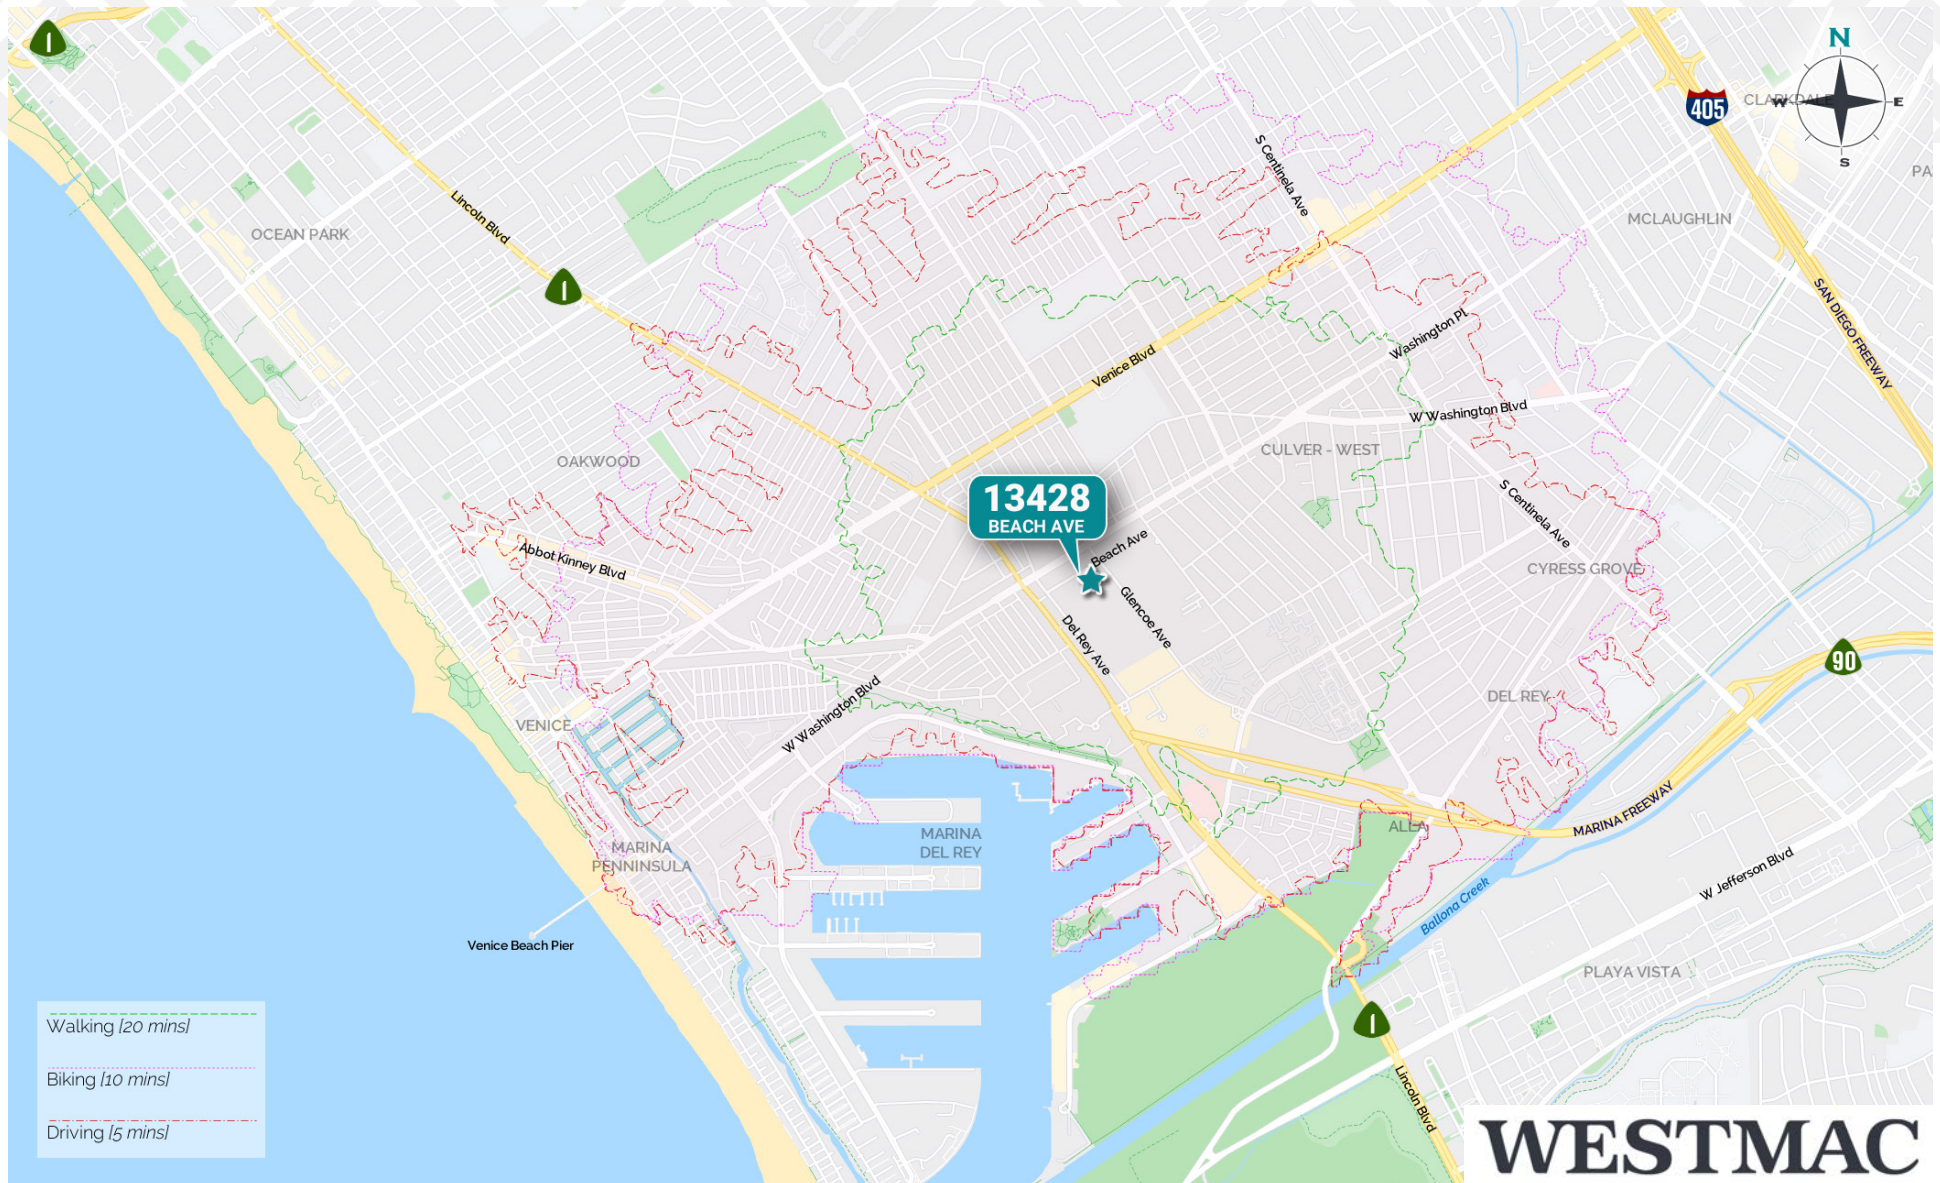 1
N
W
E
S
405
CLARKDALE
PA
S Centinela Ave
Lincoln Blvd
OCEAN PARK
MCLAUGHLIN
1
SAN DIEGO FREEWAY
Washington Pl
Venice Blvd
W Washington Blvd
CULVER - WEST
OAKWOOD
13428
BEACH AVE
S Centinela Ave
Beach Ave
Abbot Kinney Blvd
CYRESS GROVE
Glencoe Ave
Del Rey Ave
90
DEL REY
W Washington Blvd
VENICE
MARINA FREEWAY
ALLA
MARINA
DEL REY
MARINA
PENNINSULA
W Jefferson Blvd
Ballona Creek
Venice Beach Pier
PLAYA VISTA
1
Walking [20 mins]
Biking [10 mins]
Driving [5 mins]
Lincoln Blvd
WESTMAC